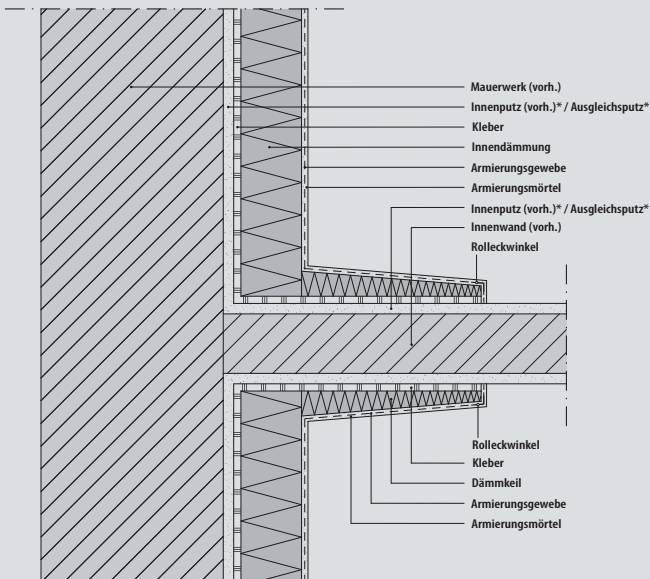 Mauerwerk (vorh.)
Innenputz (vorh.)* / Ausgleichsputz*
Kleber
Innendämmung
Armierungsgewebe
Armierungsmörtel
Innenputz (vorh.)* / Ausgleichsputz*
Innenwand (vorh.)
Rolleckwinkel
Rolleckwinkel
Kleber
Dämmkeil
Armierungsgewebe
Armierungsmörtel